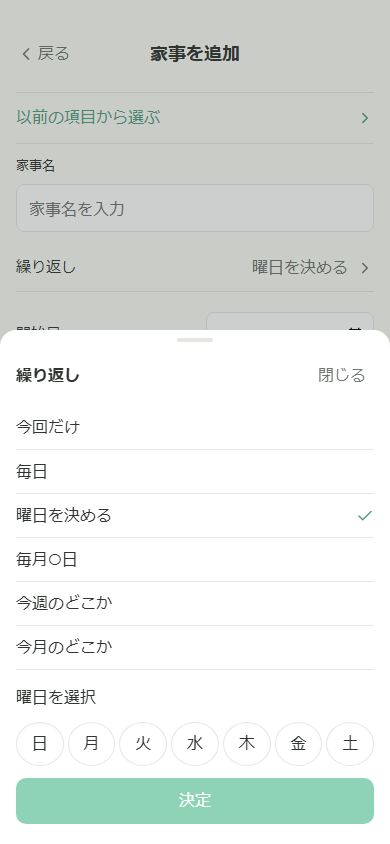 戻る
家事を追加
以前の項目から選ぶ
家事名
家事名を入力
繰り返し
曜日を決める
繰り返し
閉じる
今回だけ
毎日
曜日を決める
毎月〇日
今週のどこか
今月のどこか
曜日を選択
日 月 火 水 木 金 土
決定